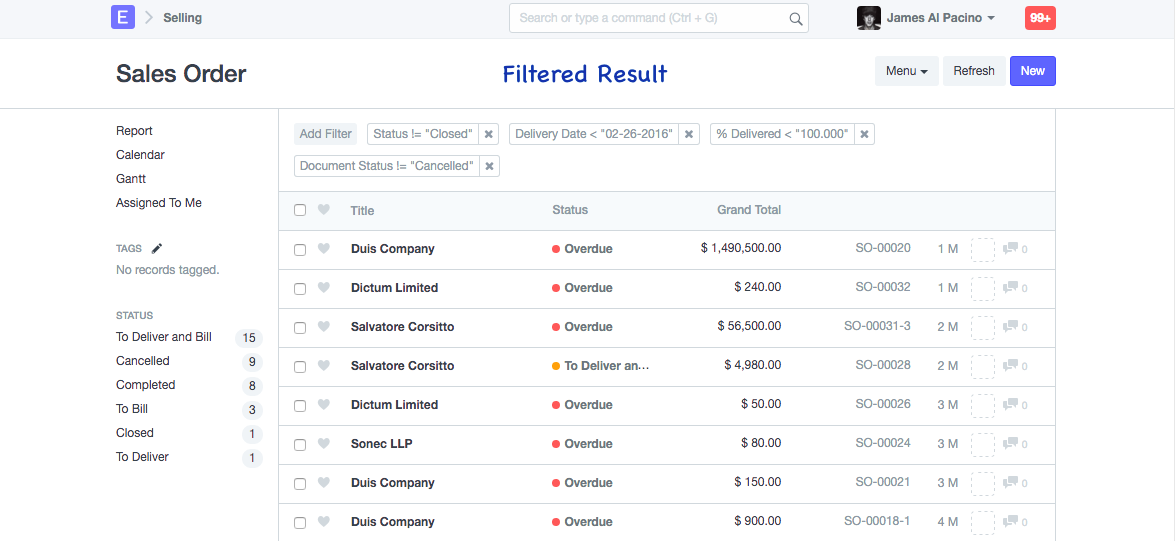 E Selling Search or type a command (Ctrl + G) James Al Pacino 99+
Sales Order Filtered Result Menu Refresh New
Report
Calendar
Gantt
Assigned To Me
TAGS
No records tagged.
STATUS
To Deliver and Bill 15
Cancelled 9
Completed 8
To Bill 3
Closed 1
To Deliver 1
Add Filter Status != "Closed" × Delivery Date < "02-26-2016" × % Delivered < "100.000" ×
Document Status != "Cancelled" ×
Title Status Grand Total
Duis Company Overdue $ 1,490,500.00 SO-00020 1 M 0
Dictum Limited Overdue $ 240.00 SO-00032 1 M 0
Salvatore Corsitto Overdue $ 56,500.00 SO-00031-3 2 M 0
Salvatore Corsitto To Deliver an... $ 4,980.00 SO-00028 2 M 0
Dictum Limited Overdue $ 50.00 SO-00026 3 M 0
Sonec LLP Overdue $ 80.00 SO-00024 3 M 0
Duis Company Overdue $ 150.00 SO-00021 3 M 0
Duis Company Overdue $ 900.00 SO-00018-1 4 M 0